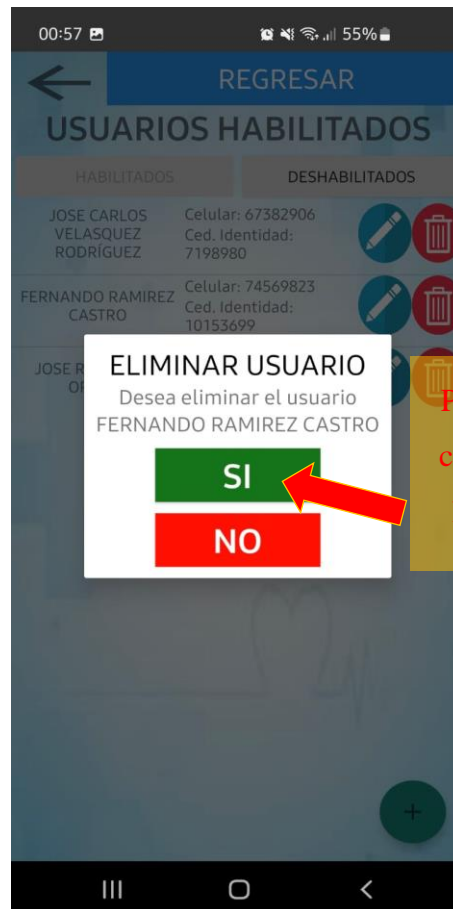 00:57 55%
REGRESAR
USUARIOS HABILITADOS
HABILITADOS DESHABILITADOS
JOSE CARLOS
VELASQUEZ
RODRÍGUEZ
Celular: 67382906
Ced. Identidad:
7198980
FERNANDO RAMIREZ
CASTRO
Celular: 74569823
Ced. Identidad:
10153699
JOSE
ELIMINAR USUARIO
Desea eliminar el usuario
FERNANDO RAMIREZ CASTRO
SI
NO
+